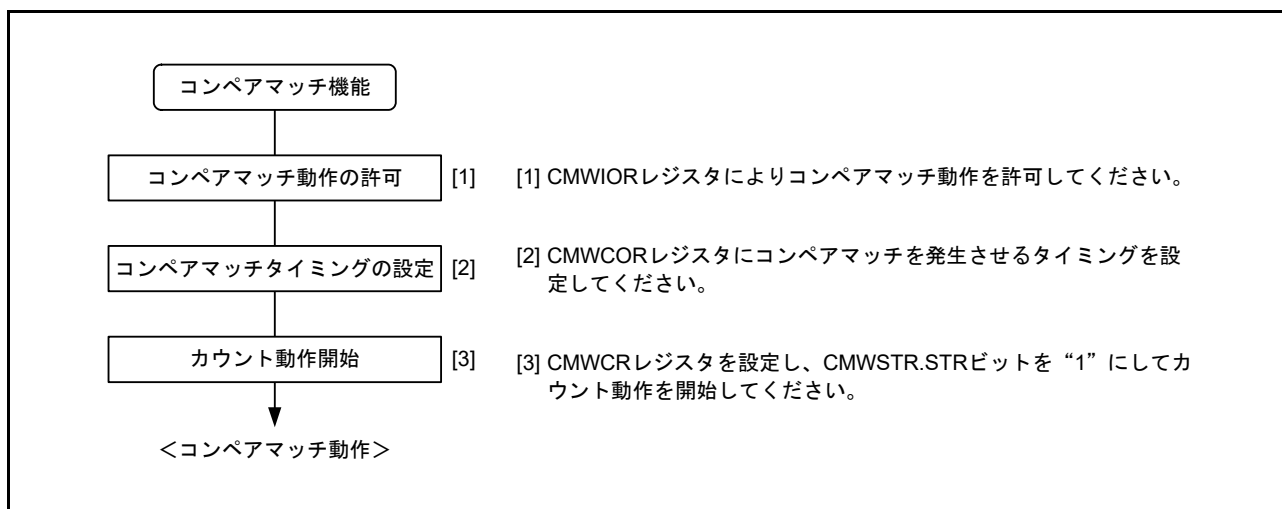 コンペアマッチ機能
コンペアマッチ動作の許可 [1] [1] CMWIORレジスタによりコンペアマッチ動作を許可してください。
コンペアマッチタイミングの設定 [2] [2] CMWCORレジスタにコンペアマッチを発生させるタイミングを設
定してください。
カウント動作開始 [3] [3] CMWCRレジスタを設定し、CMWSTR.STRビットを“1”にしてカ
ウント動作を開始してください。
＜コンペアマッチ動作＞